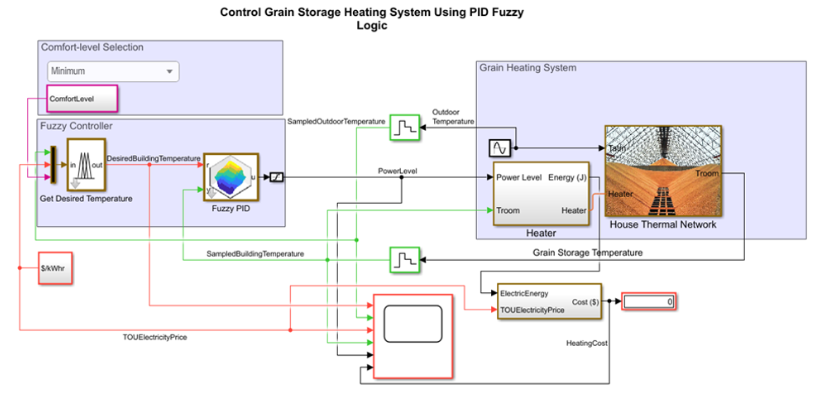 Control Grain Storage Heating System Using PID Fuzzy
Logic
Comfort-level Selection
Minimum
ComfortLevel
Fuzzy Controller
DesiredBuildingTemperature
in
out
Get Desired Temperature
r
y
u
Fuzzy PID
SampledOutdoorTemperature
Outdoor
Temperature
Grain Heating System
PowerLevel
Power Level
Energy (J)
Troom
Heater
Heater
Heater
Troom
House Thermal Network
Grain Storage Temperature
SampledBuildingTemperature
$/kWhr
ElectricEnergy
TOUElectricityPrice
Cost ($)
0
TOUElectricityPrice
HeatingCost